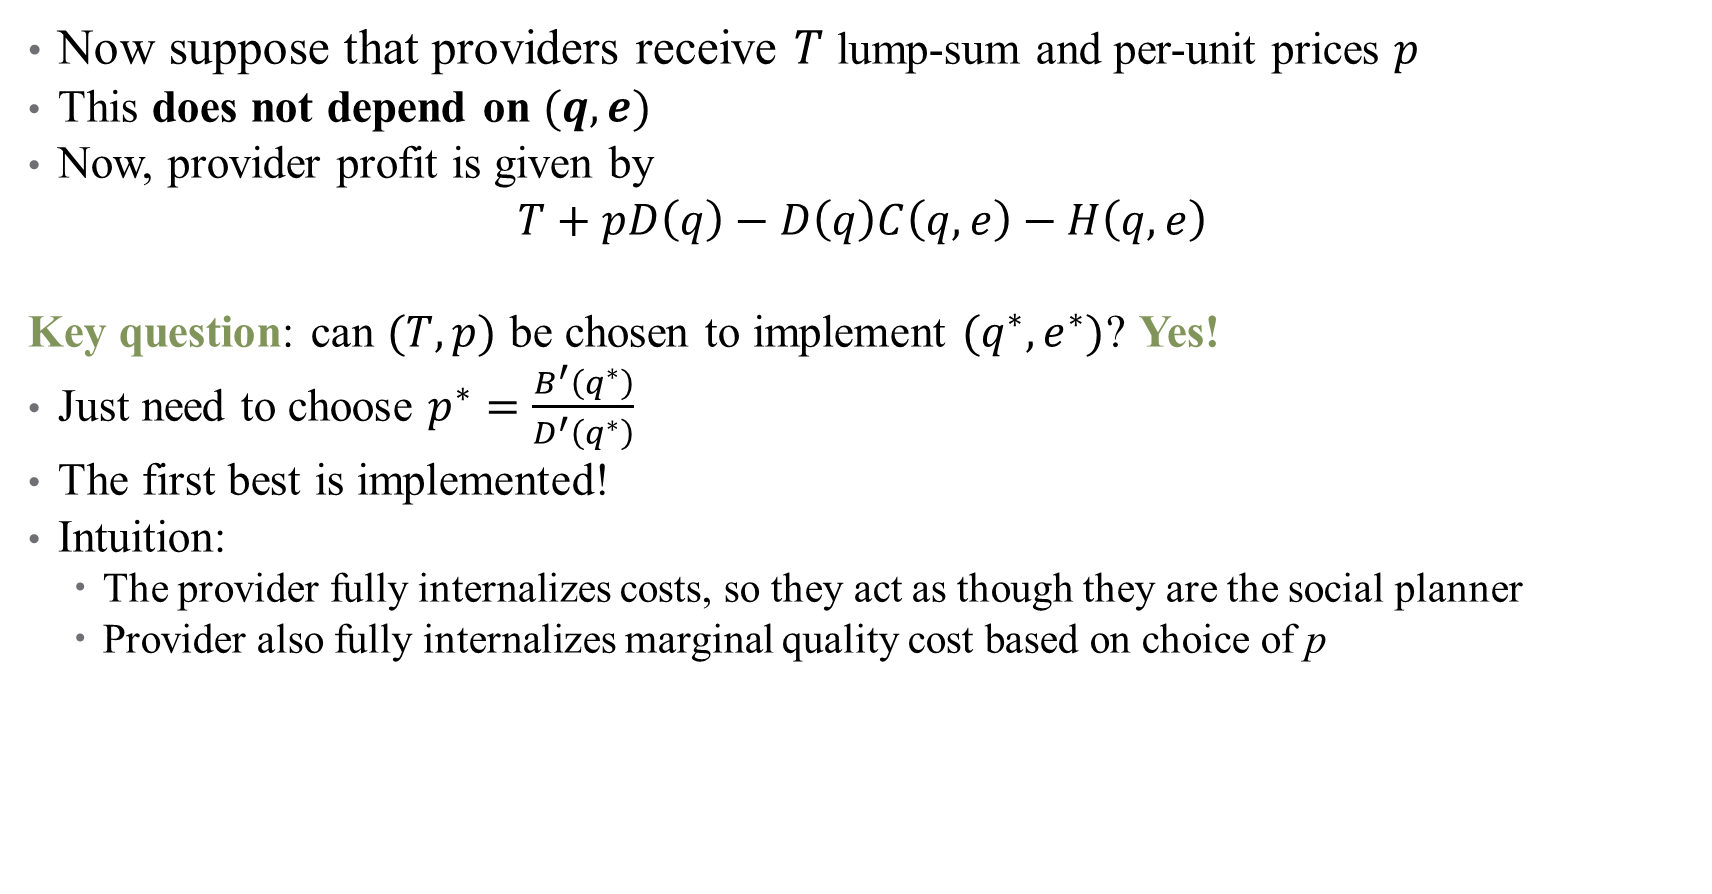 • Now suppose that providers receive T lump-sum and per-unit prices p
• This does not depend on (q, e)
• Now, provider profit is given by
T + pD(q) − D(q)C(q, e) − H(q, e)
Key question: can (T, p) be chosen to implement (q*, e*)? Yes!
• Just need to choose p* = B′(q*)/D′(q*)
• The first best is implemented!
• Intuition:
• The provider fully internalizes costs, so they act as though they are the social planner
• Provider also fully internalizes marginal quality cost based on choice of p